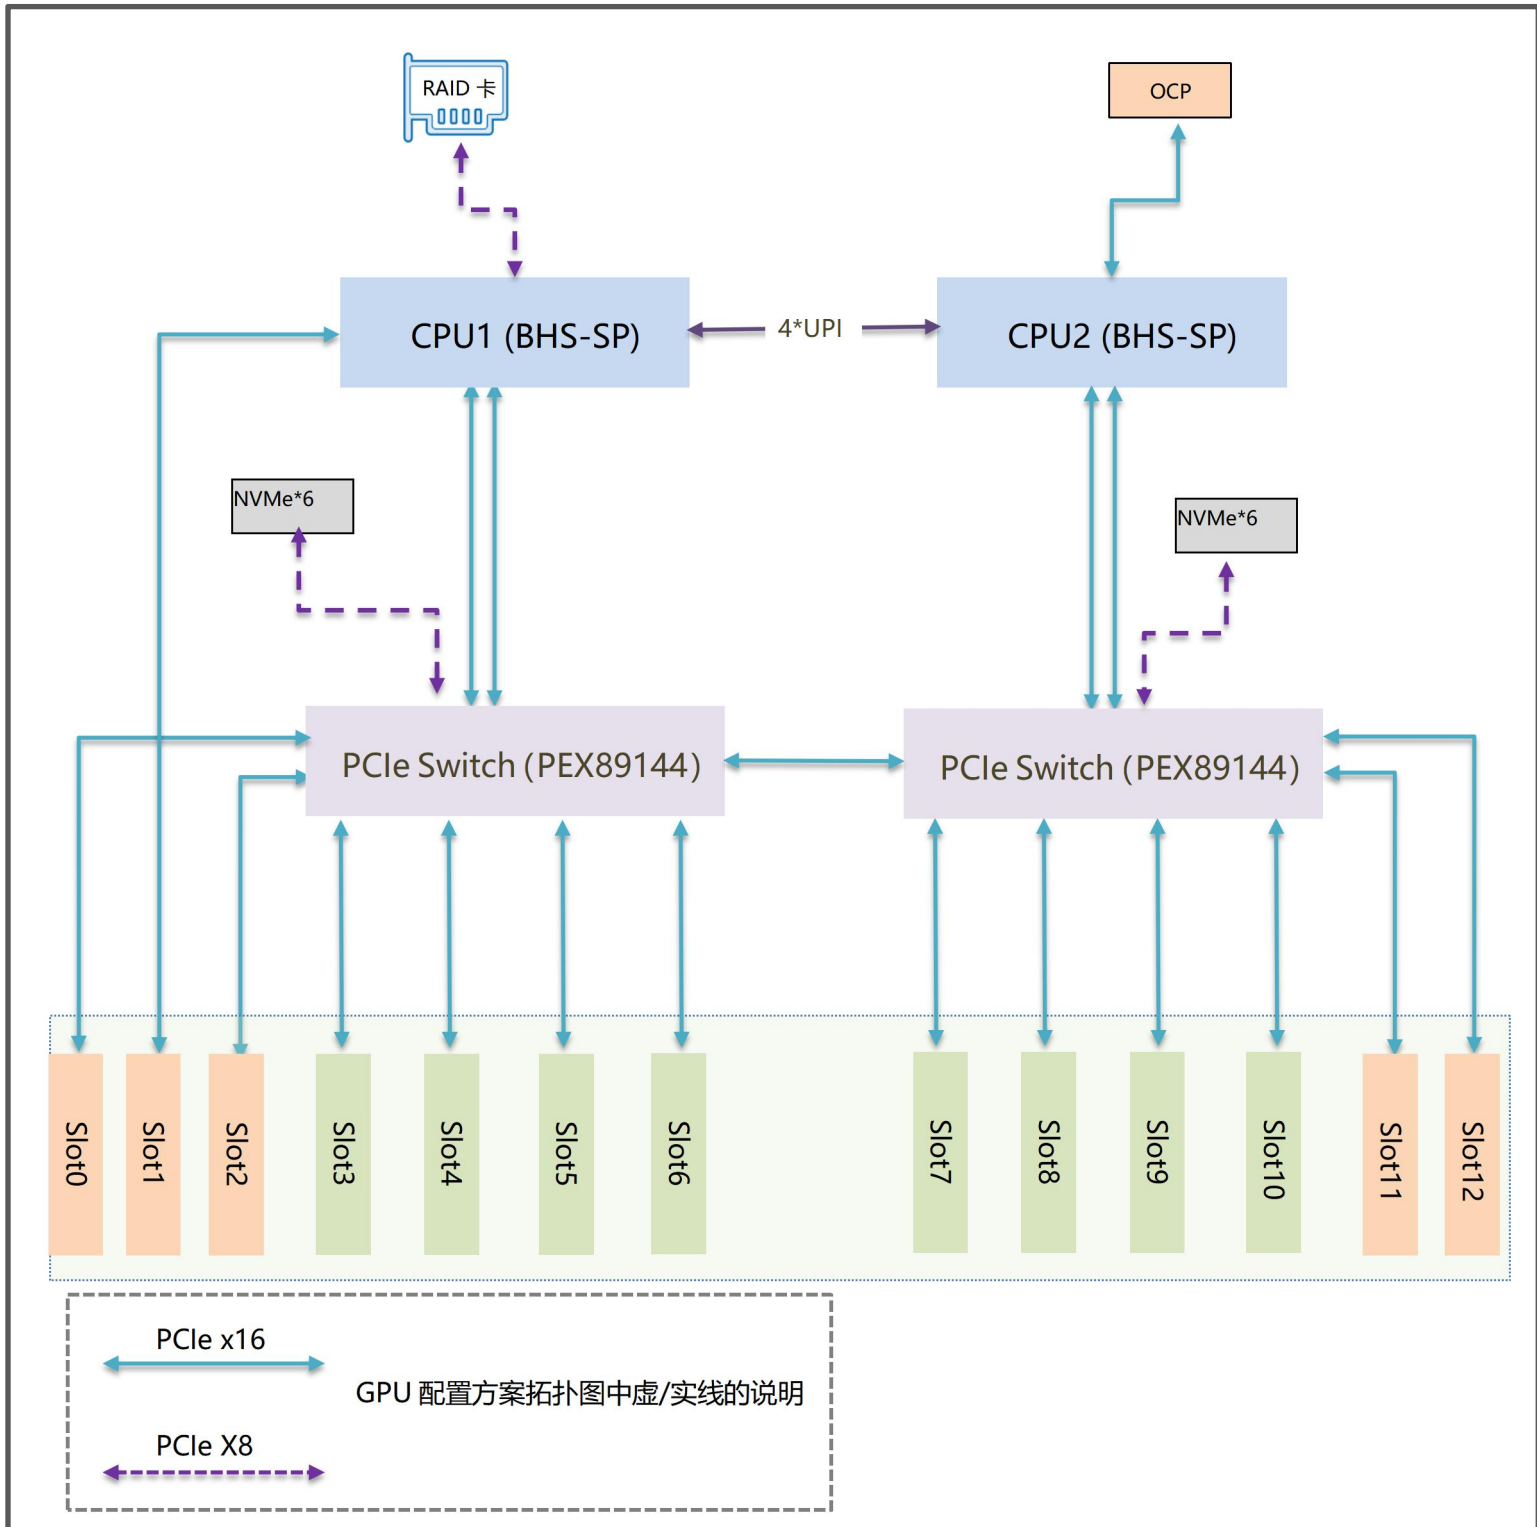 RAID 卡
OCP
CPU1 (BHS-SP)
4*UPI
CPU2 (BHS-SP)
NVMe*6
NVMe*6
PCIe Switch (PEX89144）
PCIe Switch (PEX89144）
Slot0
Slot1
Slot2
Slot3
Slot4
Slot5
Slot6
Slot7
Slot8
Slot9
Slot10
Slot11
Slot12
PCIe x16
GPU 配置方案拓扑图中虚/实线的说明
PCIe X8